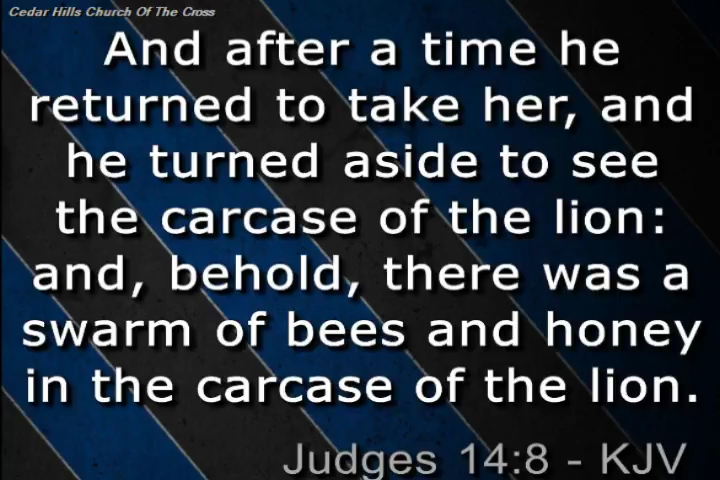 Cedar Hills Church Of The Cross
And after a time he
returned to take her, and
he turned aside to see
the carcase of the lion:
and, behold, there was a
swarm of bees and honey
in the carcase of the lion.
Judges 14:8 - KJV